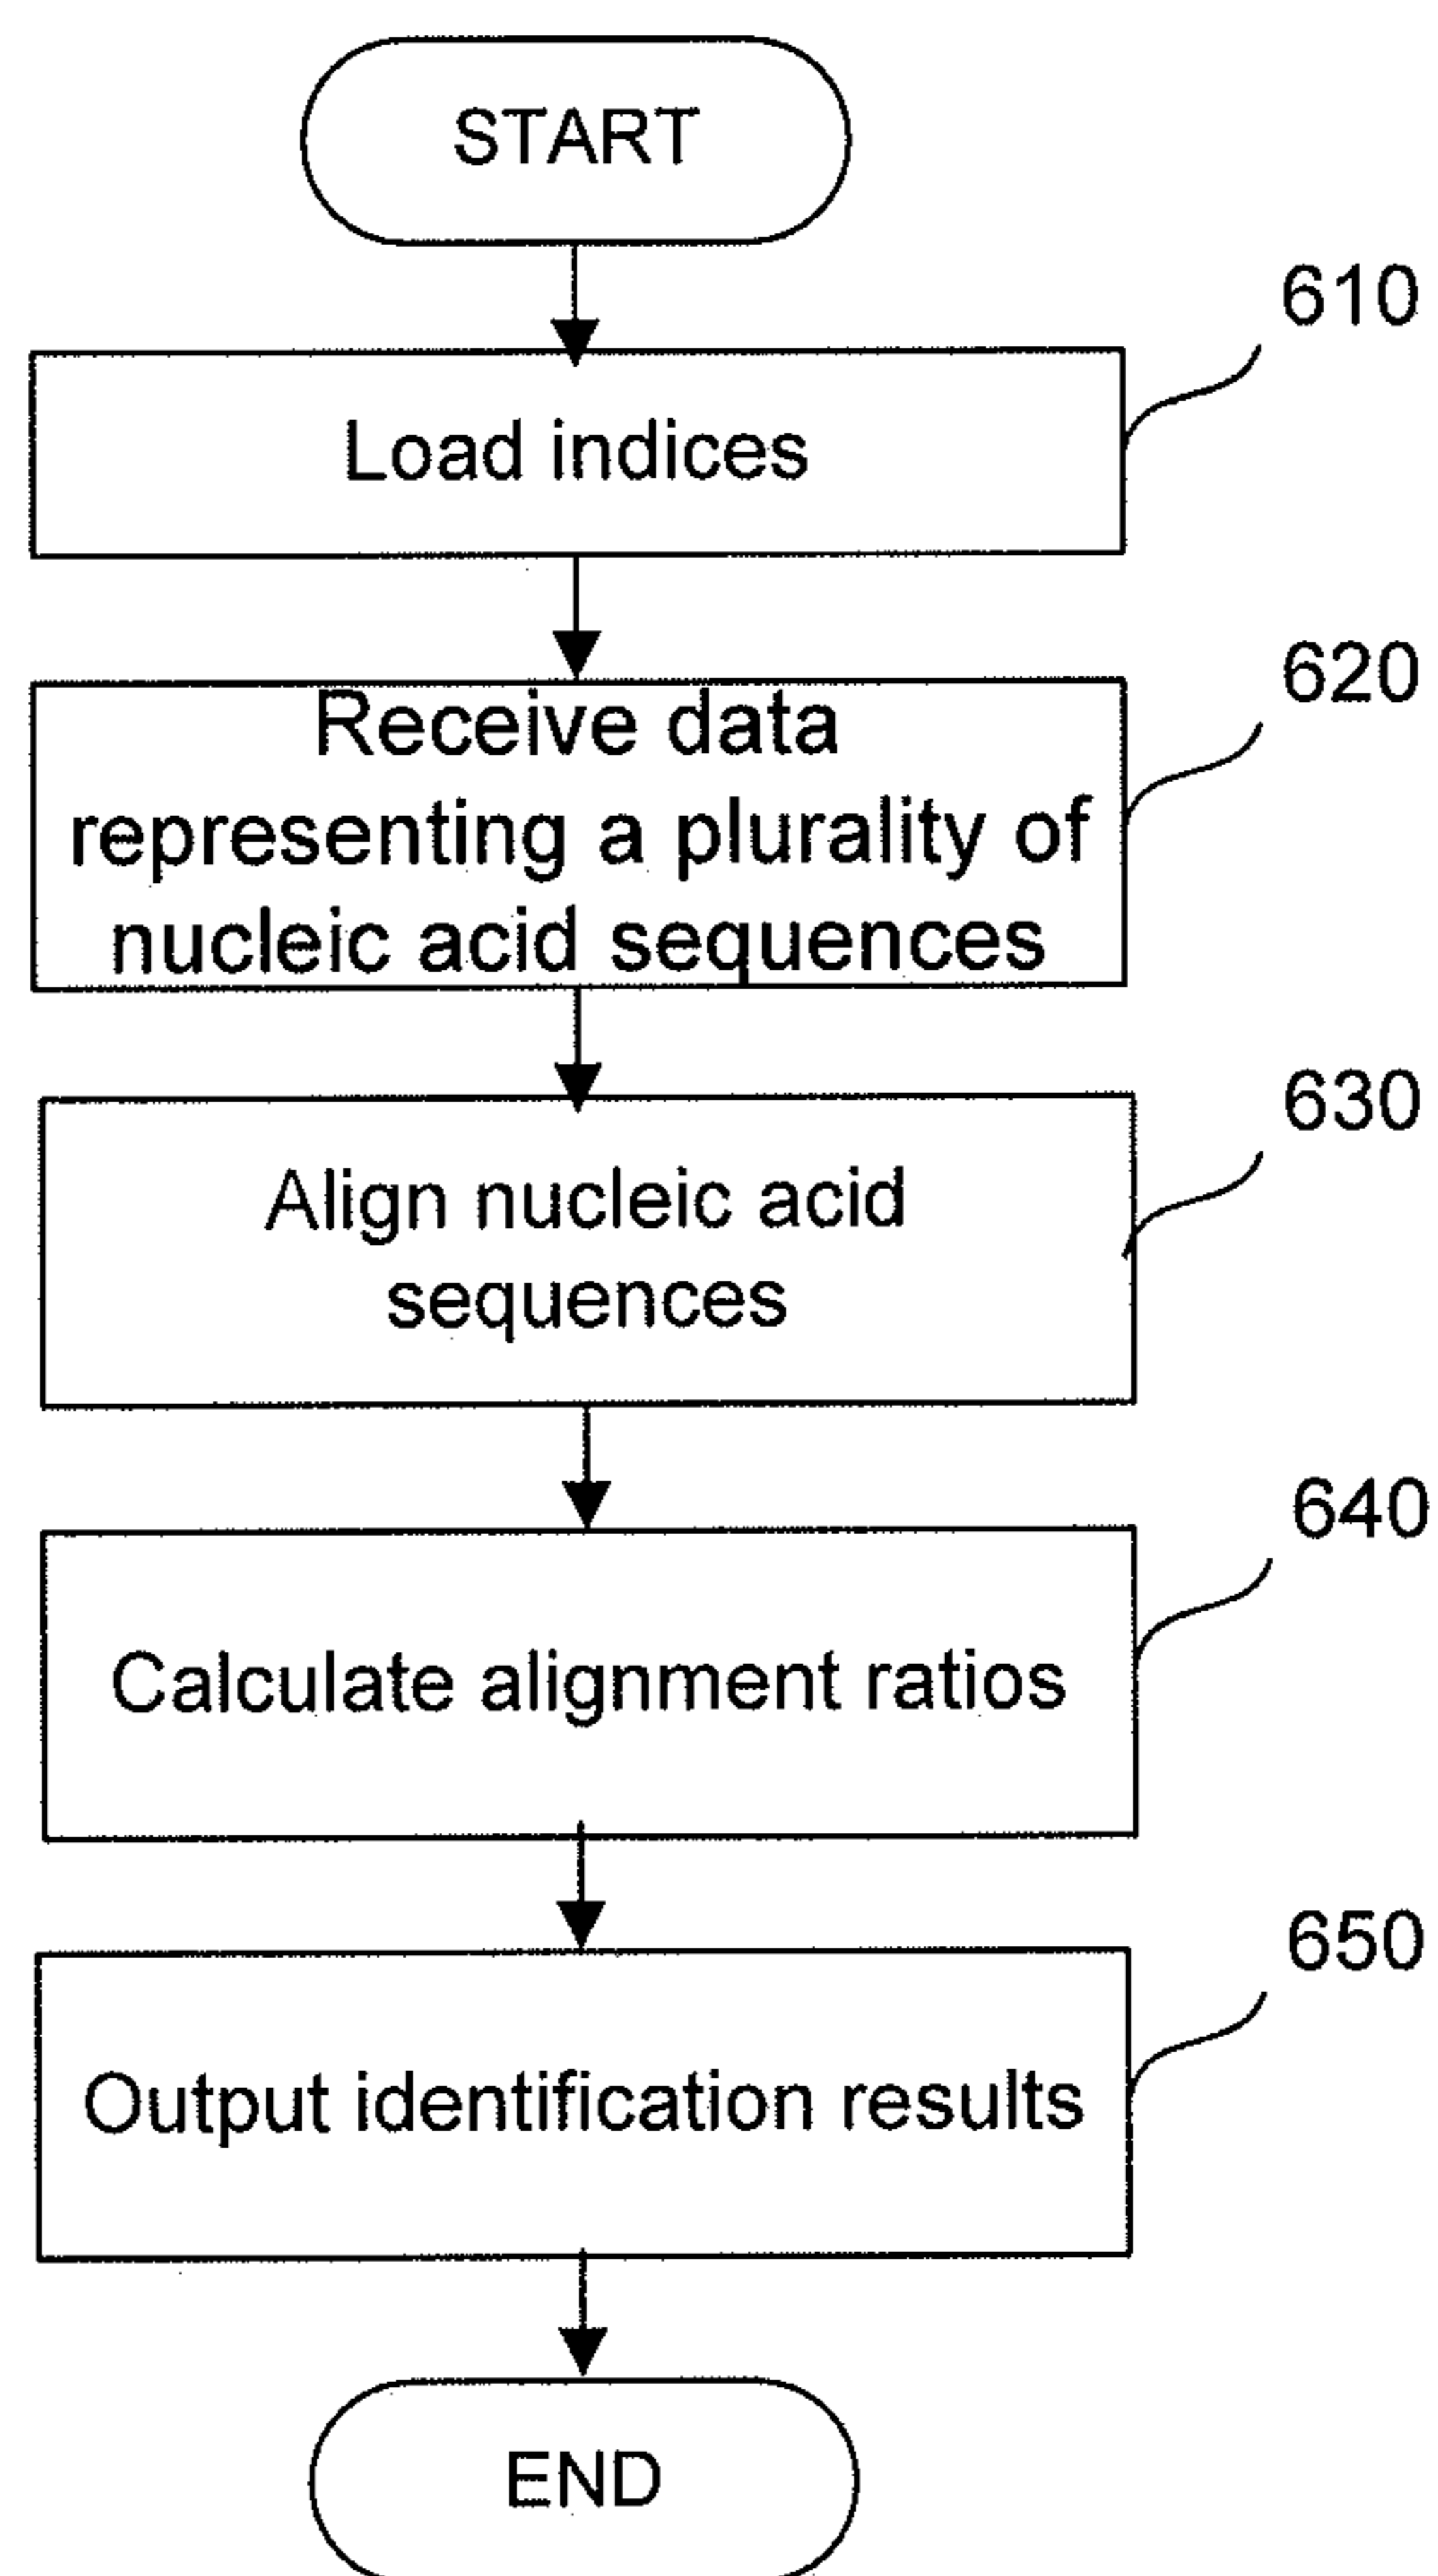 START
610
Load indices
620
Receive data
representing a plurality of
nucleic acid sequences
630
Align nucleic acid
sequences
640
Calculate alignment ratios
650
Output identification results
END